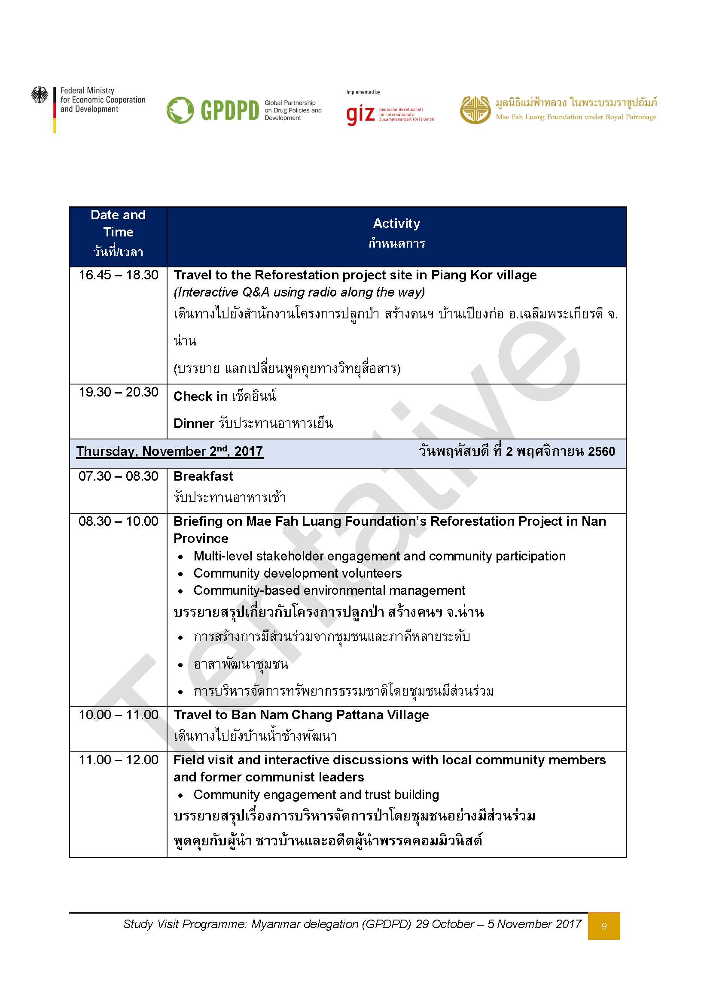 Federal Ministry
for Economic Cooperation
and Development
GPDPD
Global Partnership
on Drug Policies and
Development
Implemented by
giz
Deutsche Gesellschaft
für Internationale
Zusammenarbeit (GIZ) GmbH
มูลนิธิแม่ฟ้าหลวง ในพระบรมราชูปถัมภ์
Mae Fah Luang Foundation under Royal Patronage
Date and
Time
วันที่/เวลา
Activity
กำหนดการ
16.45 – 18.30
Travel to the Reforestation project site in Piang Kor village
(Interactive Q&A using radio along the way)
เดินทางไปยังสำนักงานโครงการปลูกป่า สร้างคนฯ บ้านเปียงก่อ อ.เฉลิมพระเกียรติ จ.
น่าน
(บรรยาย แลกเปลี่ยนพูดคุยทางวิทยุสื่อสาร)
19.30 – 20.30
Check in เช็คอินน์
Dinner รับประทานอาหารเย็น
Thursday, November 2nd, 2017 วันพฤหัสบดี ที่ 2 พฤศจิกายน 2560
07.30 – 08.30
Breakfast
รับประทานอาหารเช้า
08.30 – 10.00
Briefing on Mae Fah Luang Foundation’s Reforestation Project in Nan
Province
• Multi-level stakeholder engagement and community participation
• Community development volunteers
• Community-based environmental management
บรรยายสรุปเกี่ยวกับโครงการปลูกป่า สร้างคนฯ จ.น่าน
• การสร้างการมีส่วนร่วมจากชุมชนและภาคีหลายระดับ
• อาสาพัฒนาชุมชน
• การบริหารจัดการทรัพยากรธรรมชาติโดยชุมชนมีส่วนร่วม
10.00 – 11.00
Travel to Ban Nam Chang Pattana Village
เดินทางไปยังบ้านน้ำช้างพัฒนา
11.00 – 12.00
Field visit and interactive discussions with local community members
and former communist leaders
• Community engagement and trust building
บรรยายสรุปเรื่องการบริหารจัดการป่าโดยชุมชนอย่างมีส่วนร่วม
พูดคุยกับผู้นำ ชาวบ้านและอดีตผู้นำพรรคคอมมิวนิสต์
Tentative
Study Visit Programme: Myanmar delegation (GPDPD) 29 October – 5 November 2017
9